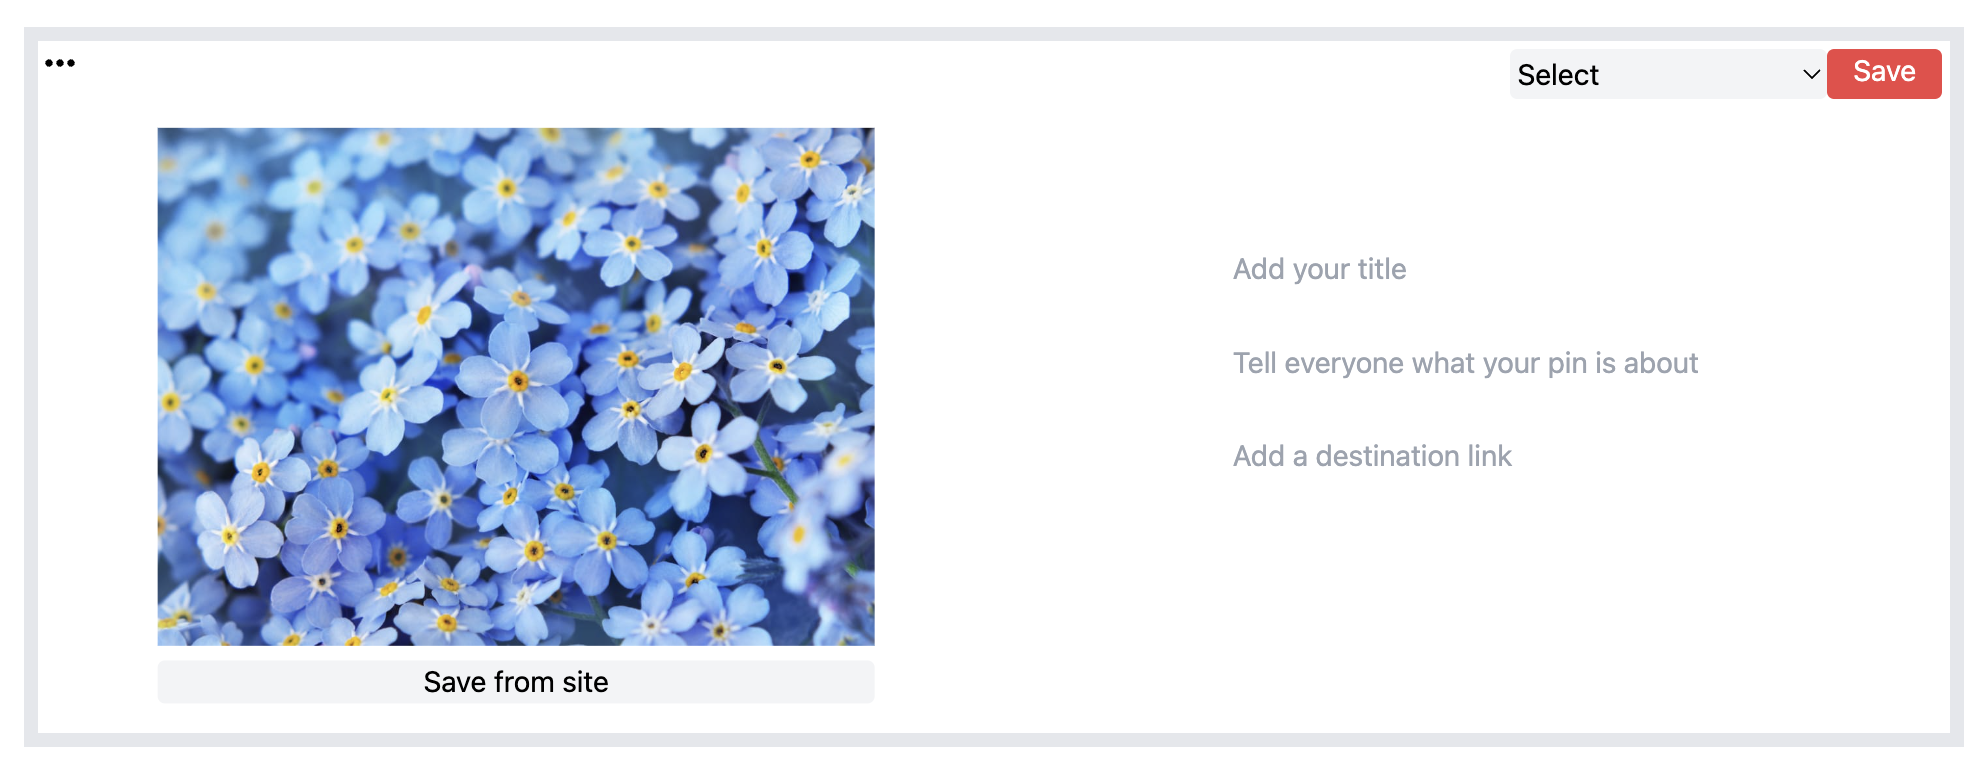 Select
Save
Add your title
Tell everyone what your pin is about
Add a destination link
Save from site